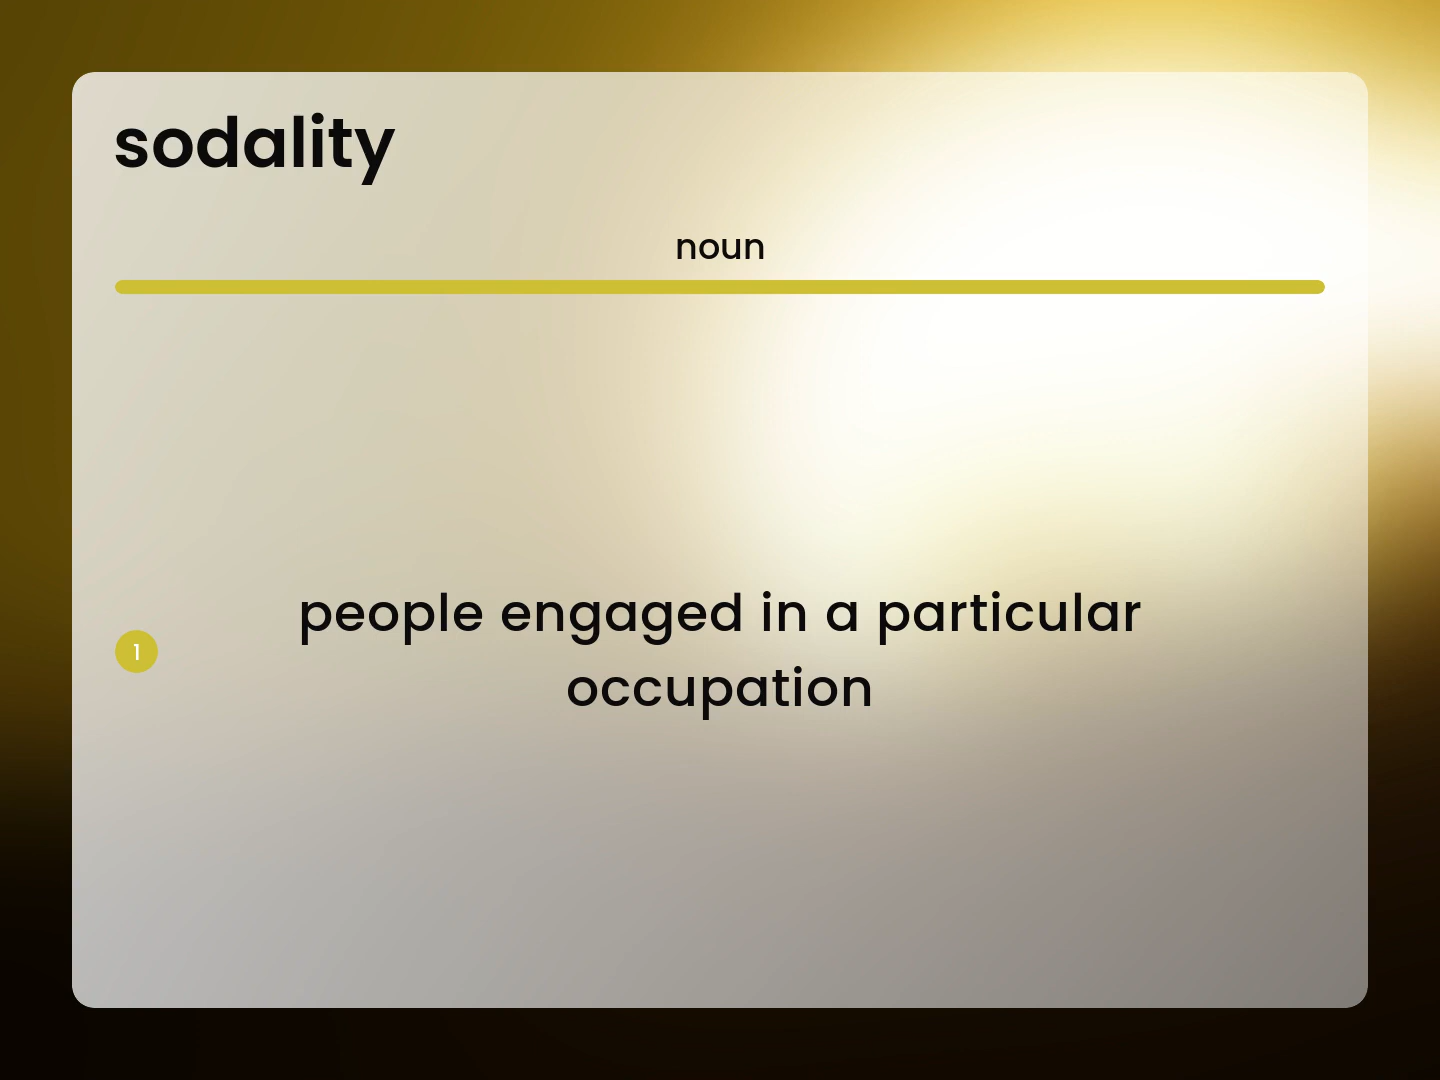 sodality
noun
1
people engaged in a particular
occupation